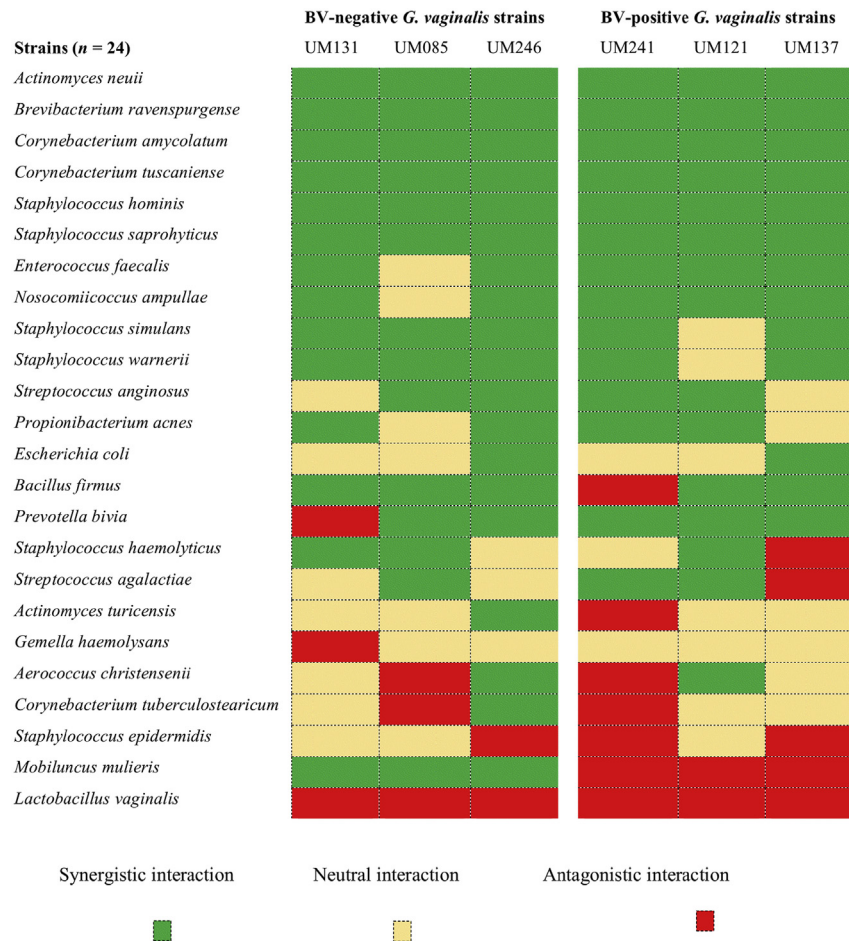 BV-negative G. vaginalis strains BV-positive G. vaginalis strains
Strains (n = 24) UM131 UM085 UM246 UM241 UM121 UM137
Actinomyces neuii
Brevibacterium ravenspurgense
Corynebacterium amycolatum
Corynebacterium tuscaniense
Staphylococcus hominis
Staphylococcus saprohyticus
Enterococcus faecalis
Nosocomiicoccus ampullae
Staphylococcus simulans
Staphylococcus warnerii
Streptococcus anginosus
Propionibacterium acnes
Escherichia coli
Bacillus firmus
Prevotella bivia
Staphylococcus haemolyticus
Streptococcus agalactiae
Actinomyces turicensis
Gemella haemolysans
Aerococcus christensenii
Corynebacterium tuberculostearicum
Staphylococcus epidermidis
Mobiluncus mulieris
Lactobacillus vaginalis
Synergistic interaction Neutral interaction Antagonistic interaction